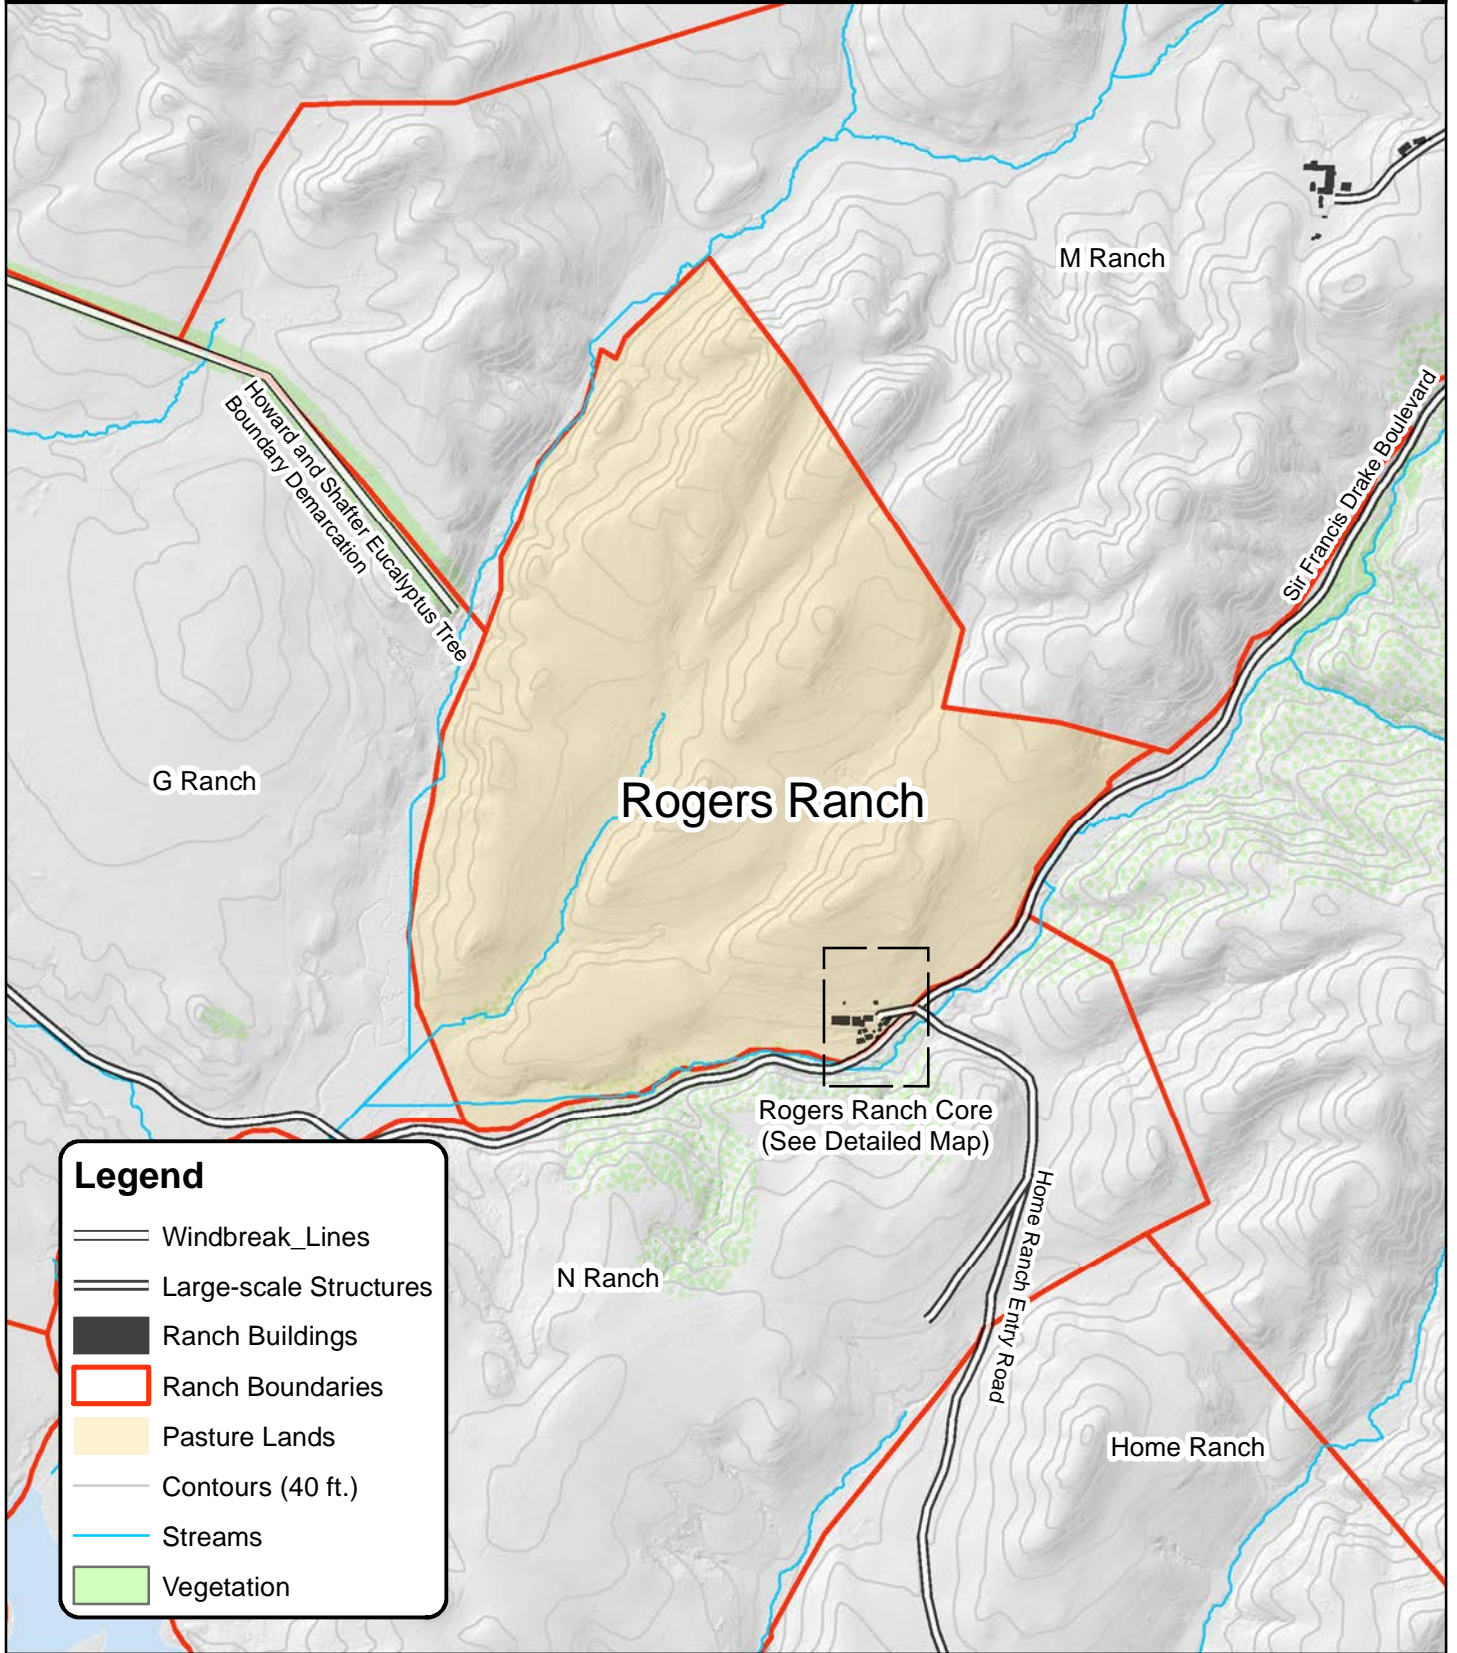 M Ranch
Howard and Shafter Eucalyptus Tree
Boundary Demarcation
Sir Francis Drake Boulevard
G Ranch
Rogers Ranch
Rogers Ranch Core
(See Detailed Map)
Home Ranch Entry Road
N Ranch
Home Ranch
Legend
Windbreak_Lines
Large-scale Structures
Ranch Buildings
Ranch Boundaries
Pasture Lands
Contours (40 ft.)
Streams
Vegetation